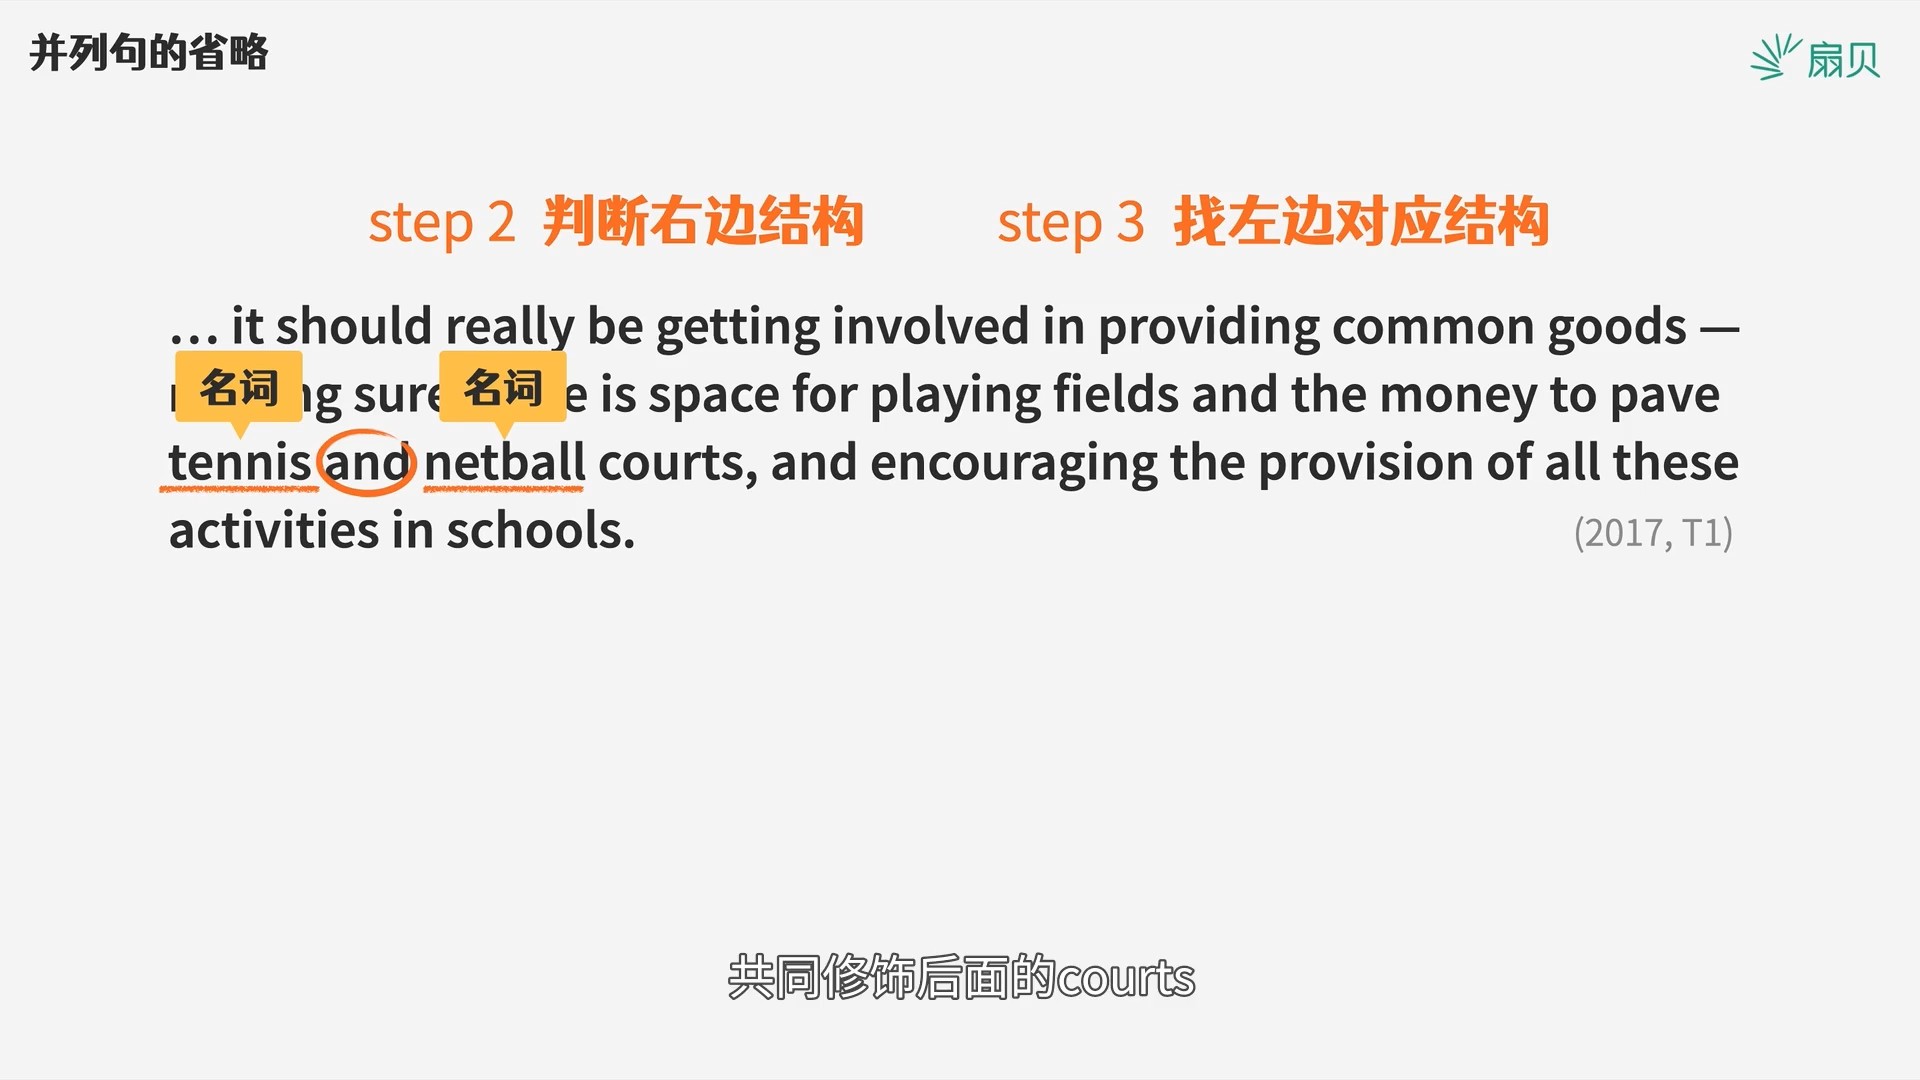 并列句的省略
扇贝
step 2 判断右边结构
step 3 找左边对应结构
… it should really be getting involved in providing common goods —
名词 ng sure 名词 e is space for playing fields and the money to pave
tennis and netball courts, and encouraging the provision of all these
activities in schools.
(2017, T1)
共同修饰后面的courts